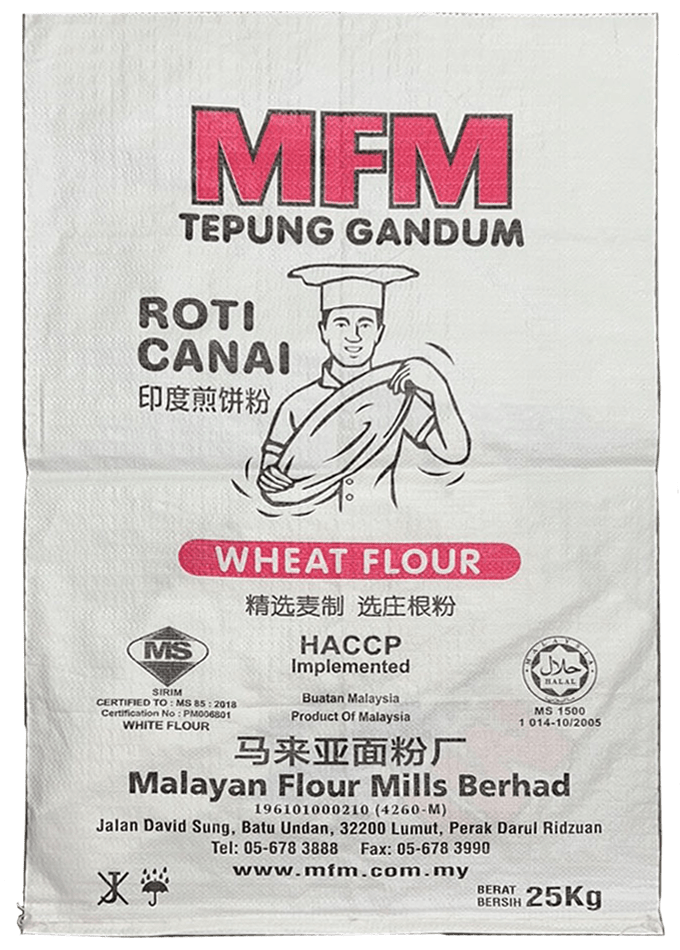 MFM
TEPUNG GANDUM
ROTI
CANAI
印度煎饼粉
WHEAT FLOUR
精选麦制 选庄根粉
MS
SIRIM
CERTIFIED TO : MS 85 : 2018
Certification No : PM006801
WHITE FLOUR
HACCP
Implemented
Buatan Malaysia
Product Of Malaysia
MALAYSIA
حلال
HALAL
MS 1500
1 014-10/2005
马来亚面粉厂
Malayan Flour Mills Berhad
196101000210 (4260-M)
Jalan David Sung, Batu Undan, 32200 Lumut, Perak Darul Ridzuan
Tel: 05-678 3888 Fax: 05-678 3990
www.mfm.com.my
BERAT
BERSIH 25Kg